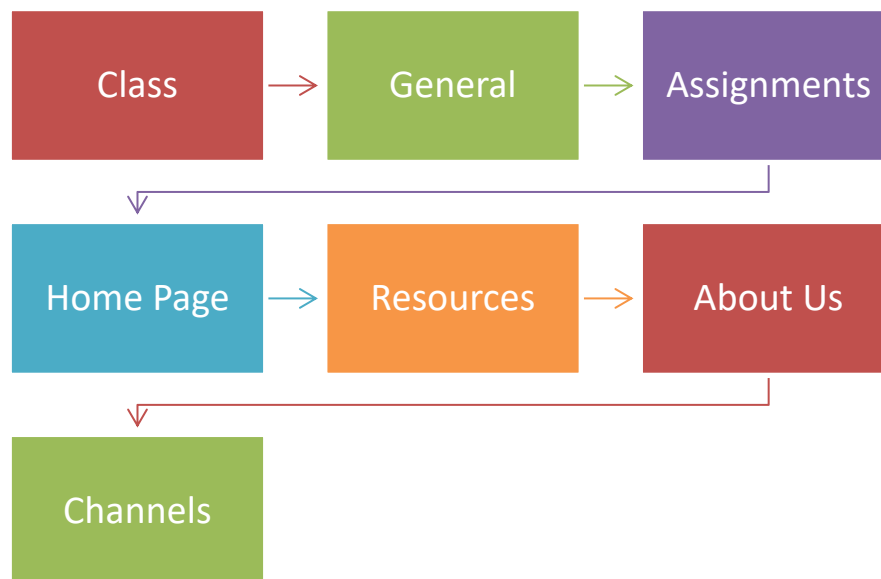 Class
General
Assignments
Home Page
Resources
About Us
Channels